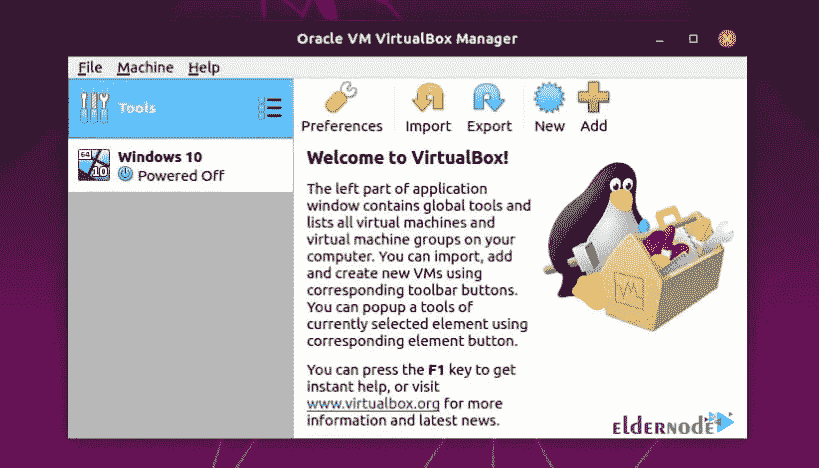 Oracle VM VirtualBox Manager
File Machine Help
Tools
Preferences Import Export New Add
64
10
Windows 10
Powered Off
Welcome to VirtualBox!
The left part of application
window contains global tools and
lists all virtual machines and
virtual machine groups on your
computer. You can import, add
and create new VMs using
corresponding toolbar buttons.
You can popup a tools of
currently selected element using
corresponding element button.
You can press the F1 key to get
instant help, or visit
www.virtualbox.org for more
information and latest news.
eldernode